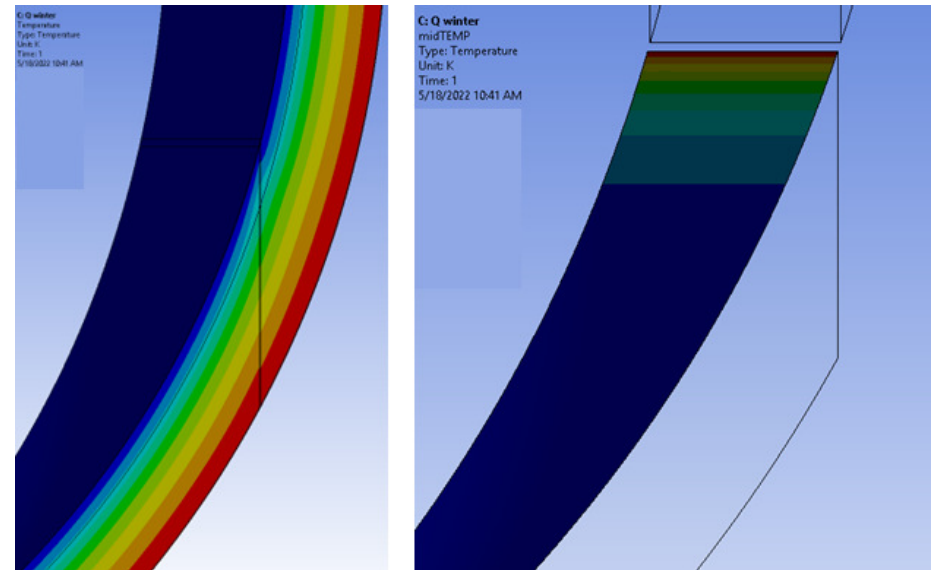 C: Q winter
Temperature
Type: Temperature
Unit: K
Time: 1
5/18/2022 10:41 AM
C: Q winter
midTEMP
Type: Temperature
Unit: K
Time: 1
5/18/2022 10:41 AM